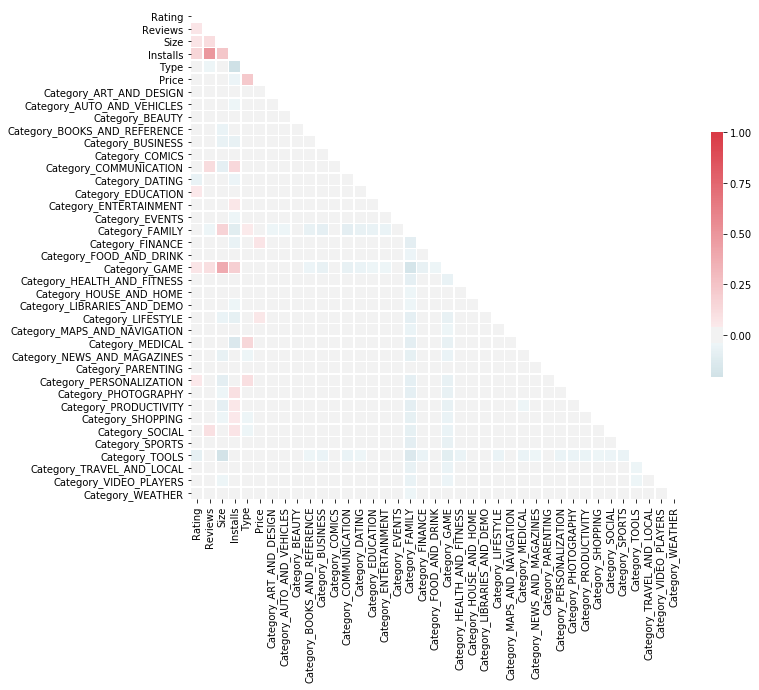 Rating
Reviews
Size
Installs
Type
Price
Category_ART_AND_DESIGN
Category_AUTO_AND_VEHICLES
Category_BEAUTY
Category_BOOKS_AND_REFERENCE
Category_BUSINESS
Category_COMICS
Category_COMMUNICATION
Category_DATING
Category_EDUCATION
Category_ENTERTAINMENT
Category_EVENTS
Category_FAMILY
Category_FINANCE
Category_FOOD_AND_DRINK
Category_GAME
Category_HEALTH_AND_FITNESS
Category_HOUSE_AND_HOME
Category_LIBRARIES_AND_DEMO
Category_LIFESTYLE
Category_MAPS_AND_NAVIGATION
Category_MEDICAL
Category_NEWS_AND_MAGAZINES
Category_PARENTING
Category_PERSONALIZATION
Category_PHOTOGRAPHY
Category_PRODUCTIVITY
Category_SHOPPING
Category_SOCIAL
Category_SPORTS
Category_TOOLS
Category_TRAVEL_AND_LOCAL
Category_VIDEO_PLAYERS
Category_WEATHER
Rating
Reviews
Size
Installs
Type
Price
Category_ART_AND_DESIGN
Category_AUTO_AND_VEHICLES
Category_BEAUTY
Category_BOOKS_AND_REFERENCE
Category_BUSINESS
Category_COMICS
Category_COMMUNICATION
Category_DATING
Category_EDUCATION
Category_ENTERTAINMENT
Category_EVENTS
Category_FAMILY
Category_FINANCE
Category_FOOD_AND_DRINK
Category_GAME
Category_HEALTH_AND_FITNESS
Category_HOUSE_AND_HOME
Category_LIBRARIES_AND_DEMO
Category_LIFESTYLE
Category_MAPS_AND_NAVIGATION
Category_MEDICAL
Category_NEWS_AND_MAGAZINES
Category_PARENTING
Category_PERSONALIZATION
Category_PHOTOGRAPHY
Category_PRODUCTIVITY
Category_SHOPPING
Category_SOCIAL
Category_SPORTS
Category_TOOLS
Category_TRAVEL_AND_LOCAL
Category_VIDEO_PLAYERS
Category_WEATHER
1.00
0.75
0.50
0.25
0.00